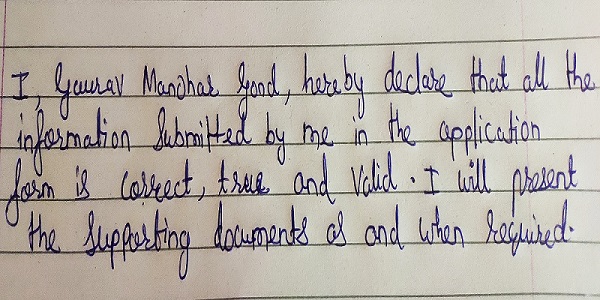 I, Gaurav Manohar Gond, hereby declare that all the
information Submitted by me in the application
form is correct, true and Valid. I will present
the supporting documents as and when required.